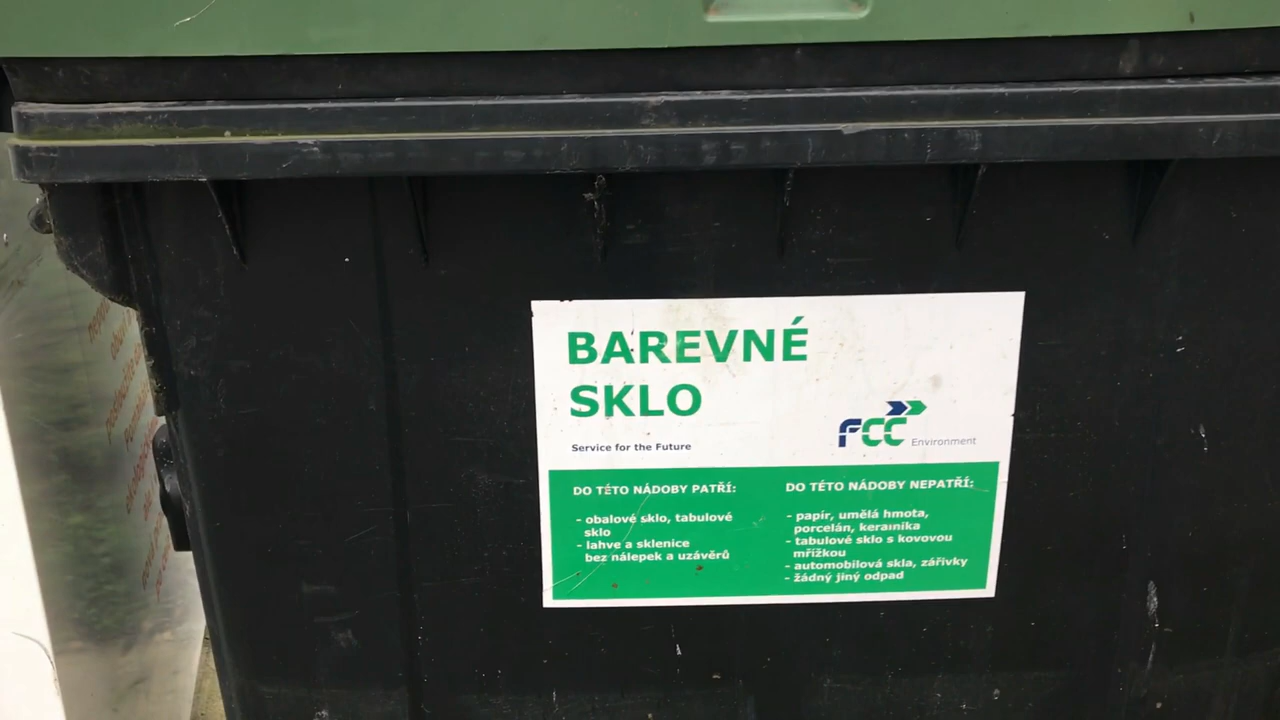 BAREVNÉ
SKLO
Service for the Future
FCC Environment
DO TÉTO NÁDOBY PATŘÍ:
- obalové sklo, tabulové
sklo
- lahve a sklenice
bez nálepek a uzávěrů
DO TÉTO NÁDOBY NEPATŘÍ:
- papír, umělá hmota,
porcelán, keramika
- tabulové sklo s kovovou
mřížkou
- automobilová skla, zářivky
- žádný jiný odpad